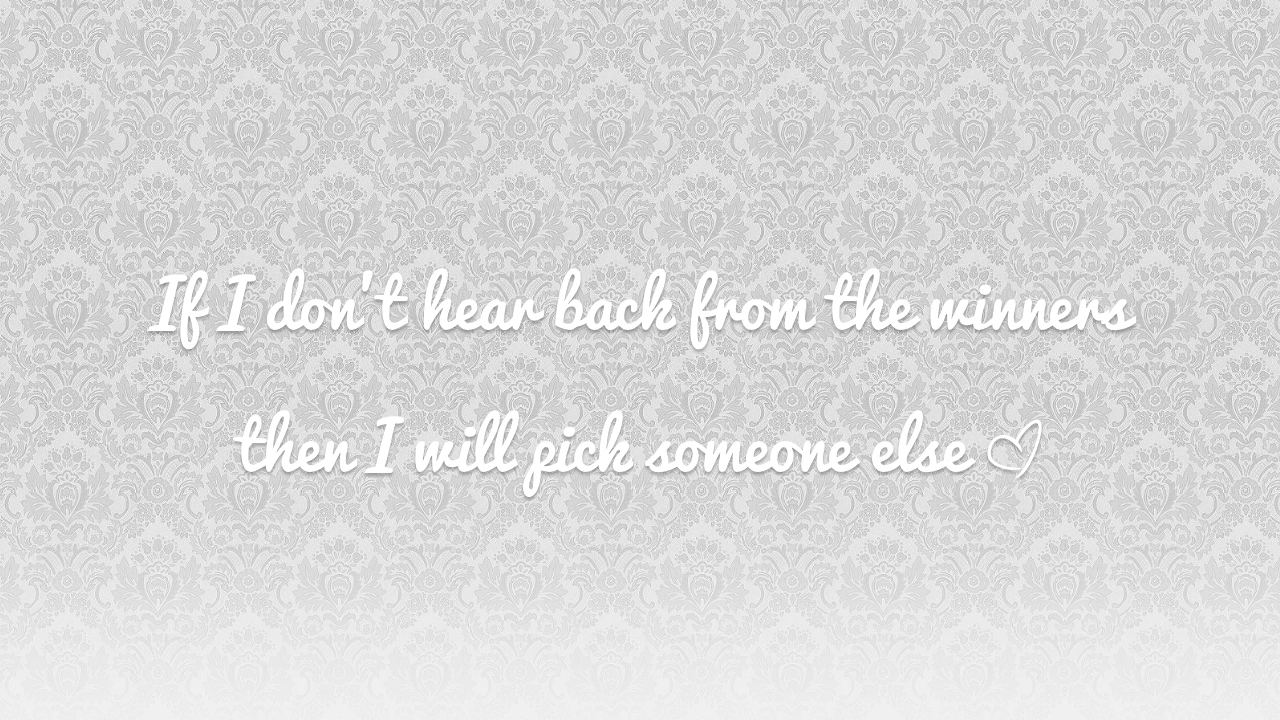 If I don't hear back from the winners
then I will pick someone else ♡